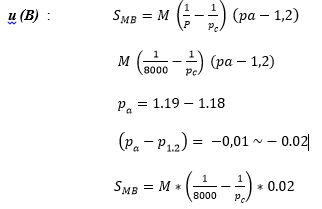 u (B) : S_MB = M (1/P − 1/p_c) (pa − 1,2)
M (1/8000 − 1/p_c) (pa − 1,2)
p_a = 1.19 − 1.18
(p_a − p_1.2) = −0,01 ~ − 0.02
S_MB = M * (1/8000 − 1/p_c) * 0.02